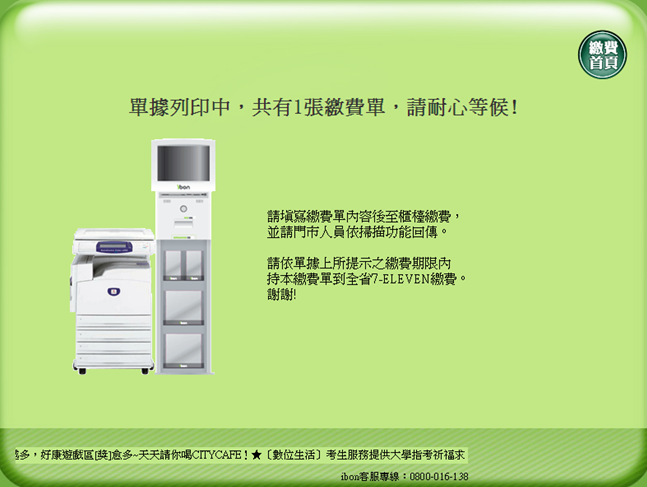 繳費
首頁
單據列印中，共有1張繳費單，請耐心等候!
ibon
請填寫繳費單內容後至櫃檯繳費，
並請門市人員依掃描功能回傳。
請依單據上所提示之繳費期限內
持本繳費單到全省7-ELEVEN繳費。
謝謝!
多，好康遊戲區[獎]愈多~天天請你喝CITYCAFE！★〔數位生活〕考生服務提供大學指考祈福求
ibon客服專線：0800-016-138